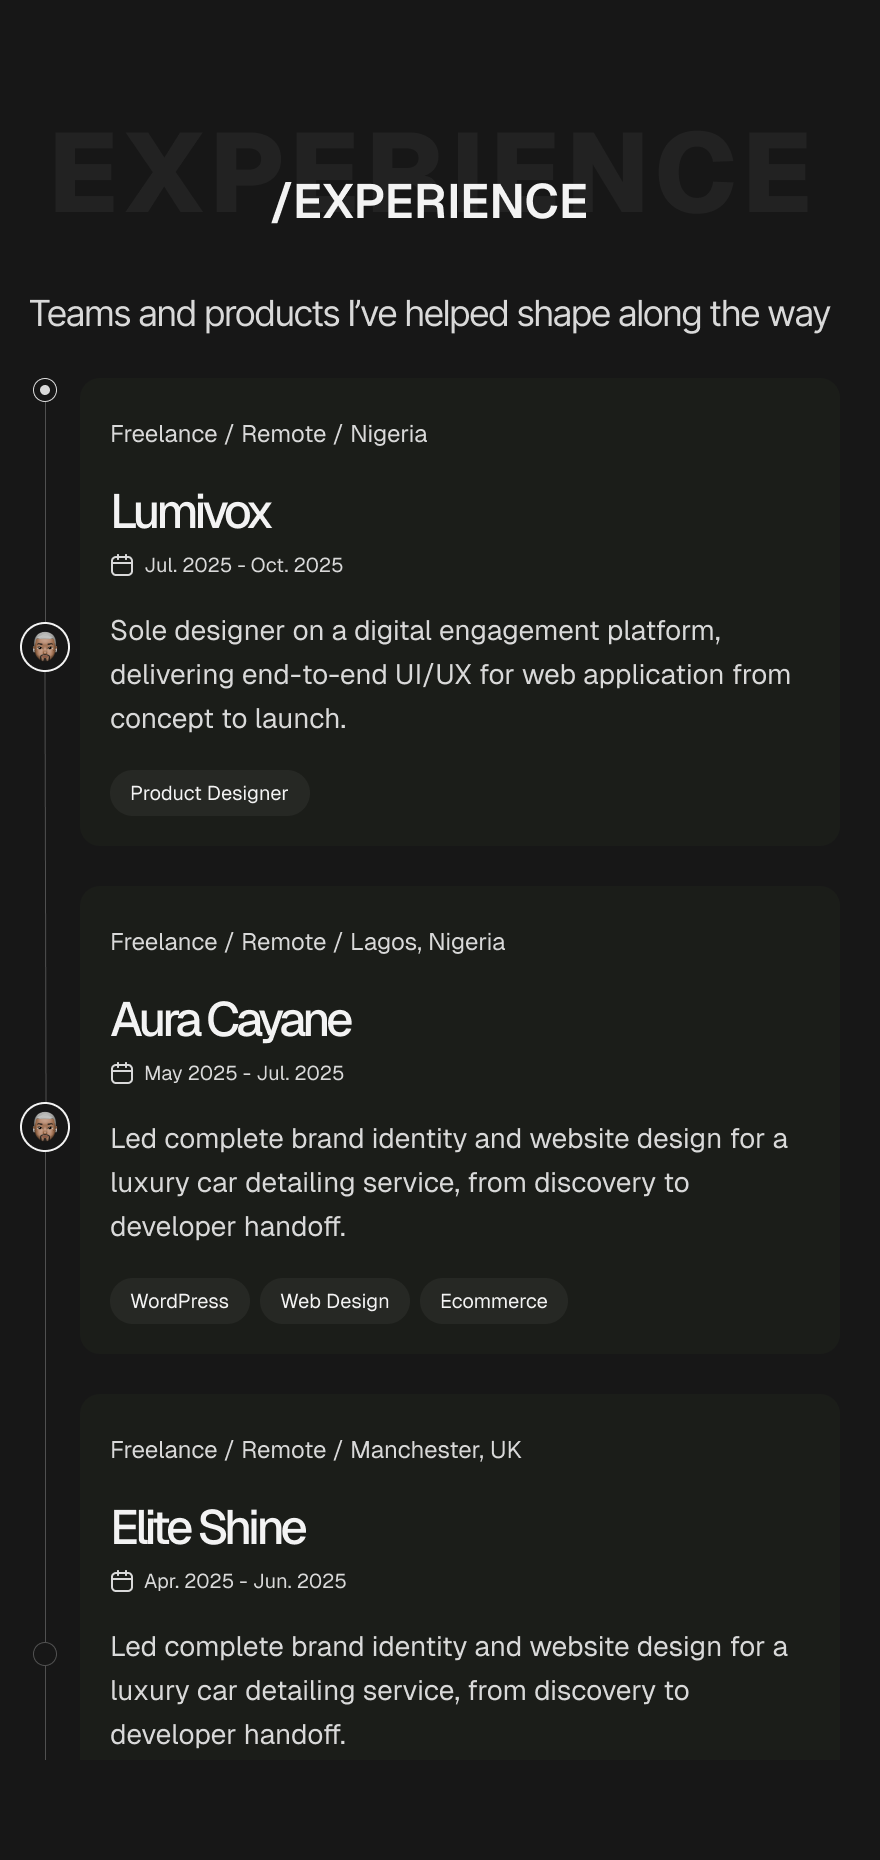 EXPERIENCE
/EXPERIENCE
Teams and products I’ve helped shape along the way
Freelance / Remote / Nigeria
Lumivox
Jul. 2025 - Oct. 2025
Sole designer on a digital engagement platform,
delivering end-to-end UI/UX for web application from
concept to launch.
Product Designer
Freelance / Remote / Lagos, Nigeria
Aura Cayane
May 2025 - Jul. 2025
Led complete brand identity and website design for a
luxury car detailing service, from discovery to
developer handoff.
WordPress Web Design Ecommerce
Freelance / Remote / Manchester, UK
Elite Shine
Apr. 2025 - Jun. 2025
Led complete brand identity and website design for a
luxury car detailing service, from discovery to
developer handoff.